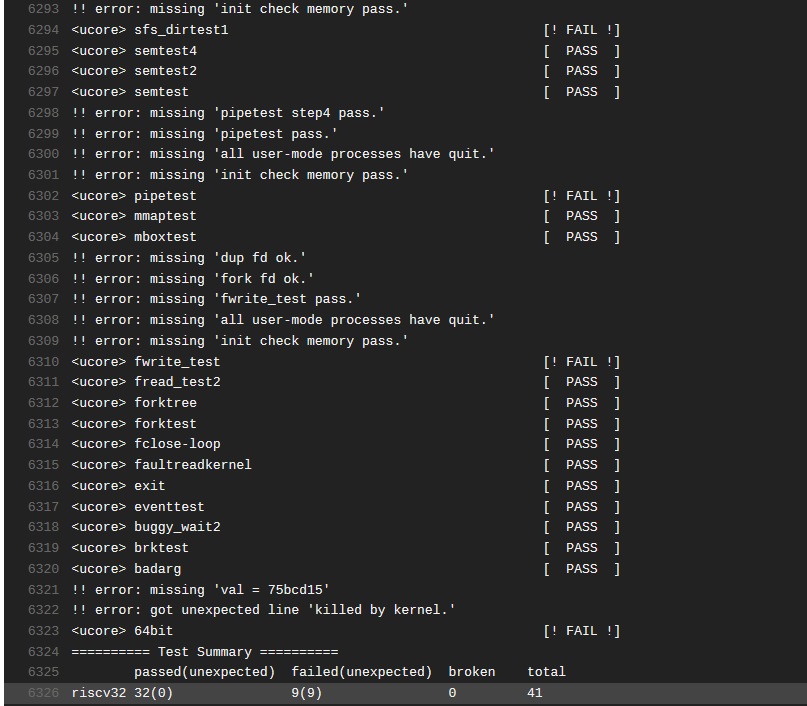 6293 !! error: missing 'init check memory pass.'
6294 <ucore> sfs_dirtest1 [! FAIL !]
6295 <ucore> semtest4 [ PASS ]
6296 <ucore> semtest2 [ PASS ]
6297 <ucore> semtest [ PASS ]
6298 !! error: missing 'pipetest step4 pass.'
6299 !! error: missing 'pipetest pass.'
6300 !! error: missing 'all user-mode processes have quit.'
6301 !! error: missing 'init check memory pass.'
6302 <ucore> pipetest [! FAIL !]
6303 <ucore> mmaptest [ PASS ]
6304 <ucore> mboxtest [ PASS ]
6305 !! error: missing 'dup fd ok.'
6306 !! error: missing 'fork fd ok.'
6307 !! error: missing 'fwrite_test pass.'
6308 !! error: missing 'all user-mode processes have quit.'
6309 !! error: missing 'init check memory pass.'
6310 <ucore> fwrite_test [! FAIL !]
6311 <ucore> fread_test2 [ PASS ]
6312 <ucore> forktree [ PASS ]
6313 <ucore> forktest [ PASS ]
6314 <ucore> fclose-loop [ PASS ]
6315 <ucore> faultreadkernel [ PASS ]
6316 <ucore> exit [ PASS ]
6317 <ucore> eventtest [ PASS ]
6318 <ucore> buggy_wait2 [ PASS ]
6319 <ucore> brktest [ PASS ]
6320 <ucore> badarg [ PASS ]
6321 !! error: missing 'val = 75bcd15'
6322 !! error: got unexpected line 'killed by kernel.'
6323 <ucore> 64bit [! FAIL !]
6324 ========== Test Summary ==========
6325 passed(unexpected) failed(unexpected) broken total
6326 riscv32 32(0) 9(9) 0 41